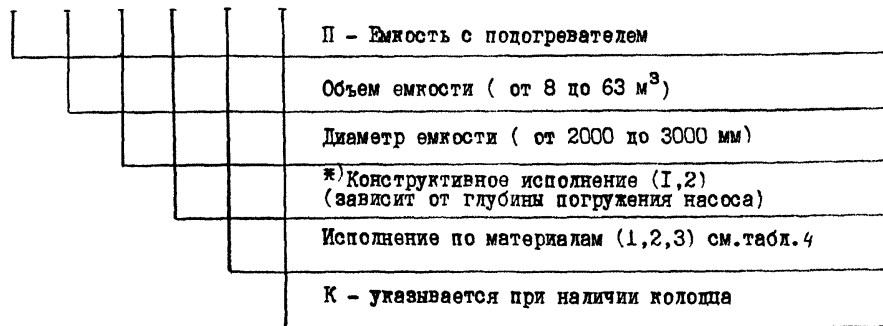 П - Емкость с подогревателем
Объем емкости ( от 8 до 63 м³)
Диаметр емкости ( от 2000 до 3000 мм)
*)Конструктивное исполнение (I,2)
(зависит от глубины погружения насоса)
Исполнение по материалам (1,2,3) см.табл.4
К - указывается при наличии колодца